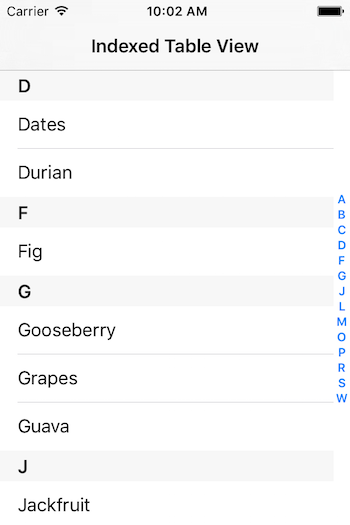 Carrier 10:02 AM
Indexed Table View
D
Dates
Durian
F
Fig
G
Gooseberry
Grapes
Guava
J
Jackfruit
A
B
C
D
F
G
J
L
M
O
P
R
S
W